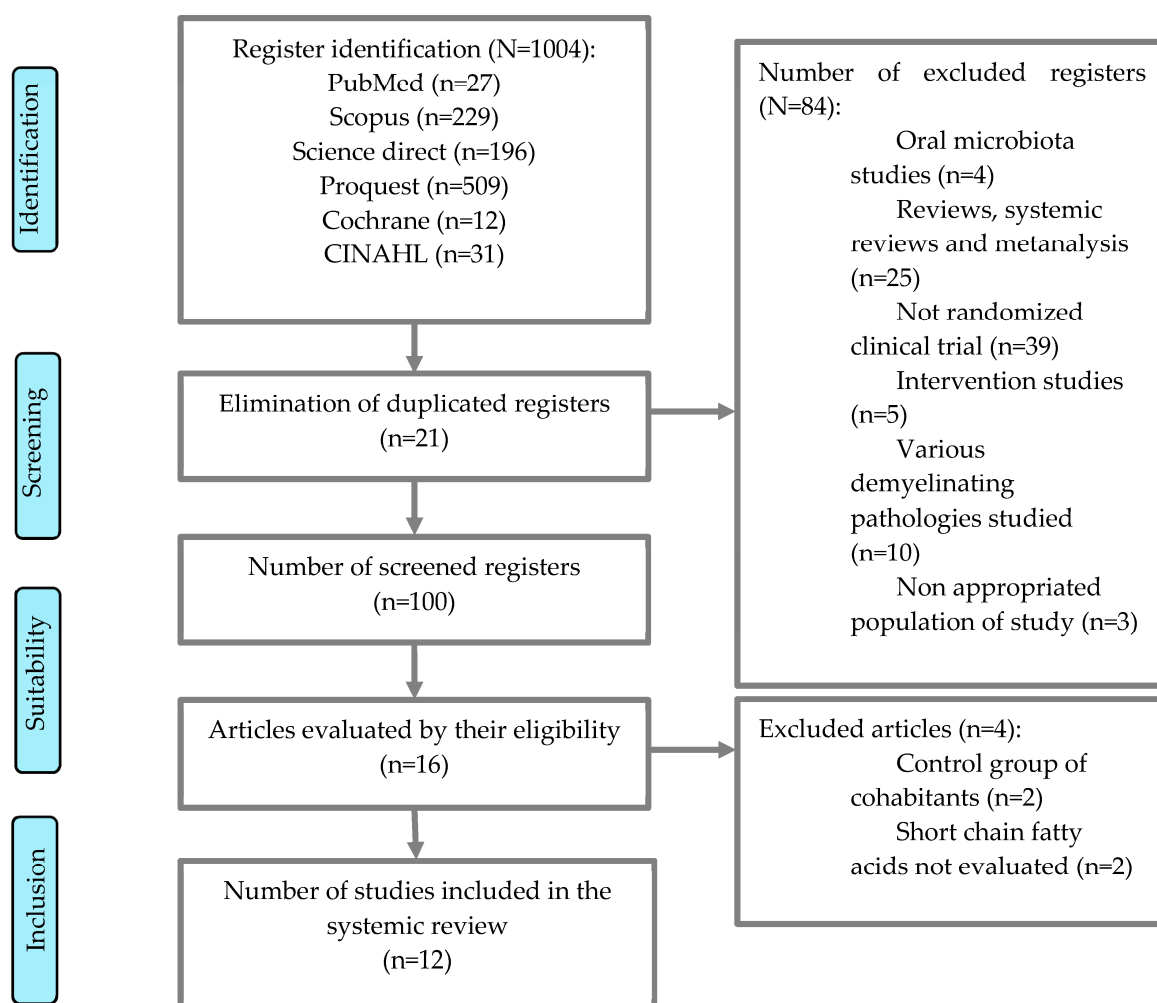 Identification
Register identification (N=1004):
PubMed (n=27)
Scopus (n=229)
Science direct (n=196)
Proquest (n=509)
Cochrane (n=12)
CINAHL (n=31)
Number of excluded registers
(N=84):
Oral microbiota
studies (n=4)
Reviews, systemic
reviews and metanalysis
(n=25)
Not randomized
clinical trial (n=39)
Intervention studies
(n=5)
Various
demyelinating
pathologies studied
(n=10)
Non appropriated
population of study (n=3)
Screening
Elimination of duplicated registers
(n=21)
Number of screened registers
(n=100)
Suitability
Articles evaluated by their eligibility
(n=16)
Excluded articles (n=4):
Control group of
cohabitants (n=2)
Short chain fatty
acids not evaluated (n=2)
Inclusion
Number of studies included in the
systemic review
(n=12)